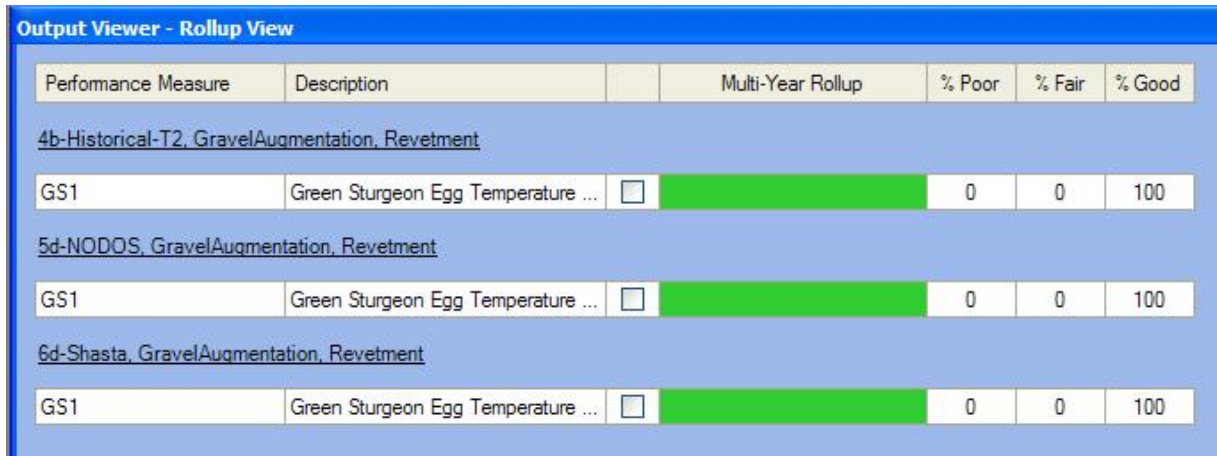 Output Viewer - Rollup View
Performance Measure Description Multi-Year Rollup % Poor % Fair % Good
4b-Historical-T2, GravelAugmentation, Revetment
GS1 Green Sturgeon Egg Temperature ... 0 0 100
5d-NODOS, GravelAugmentation, Revetment
GS1 Green Sturgeon Egg Temperature ... 0 0 100
6d-Shasta, GravelAugmentation, Revetment
GS1 Green Sturgeon Egg Temperature ... 0 0 100